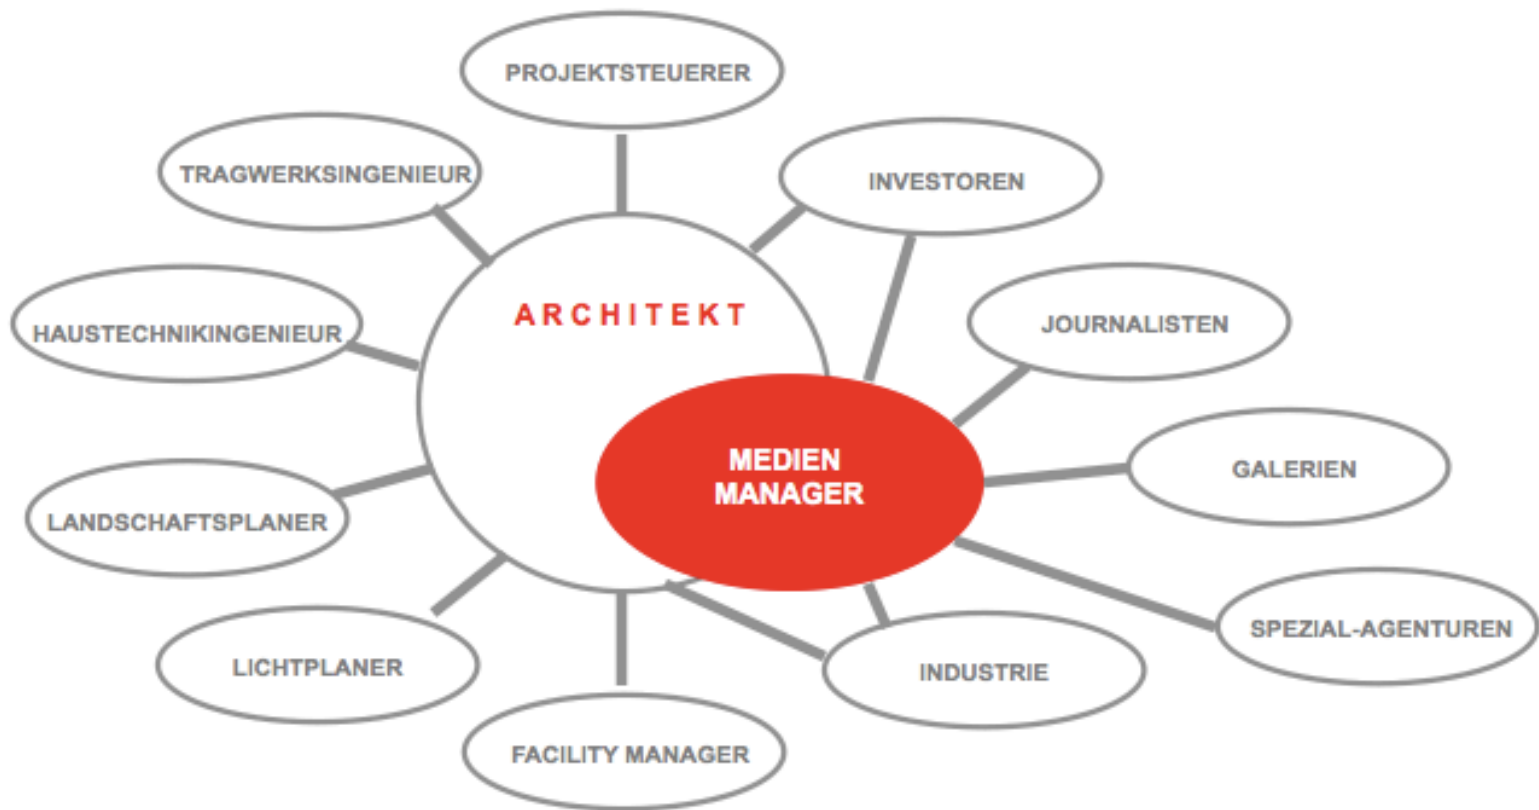 PROJEKTSTEUERER
TRAGWERKSINGENIEUR
INVESTOREN
ARCHITEKT
JOURNALISTEN
HAUSTECHNIKINGENIEUR
MEDIEN
MANAGER
GALERIEN
LANDSCHAFTSPLANER
SPEZIAL-AGENTUREN
LICHTPLANER
INDUSTRIE
FACILITY MANAGER